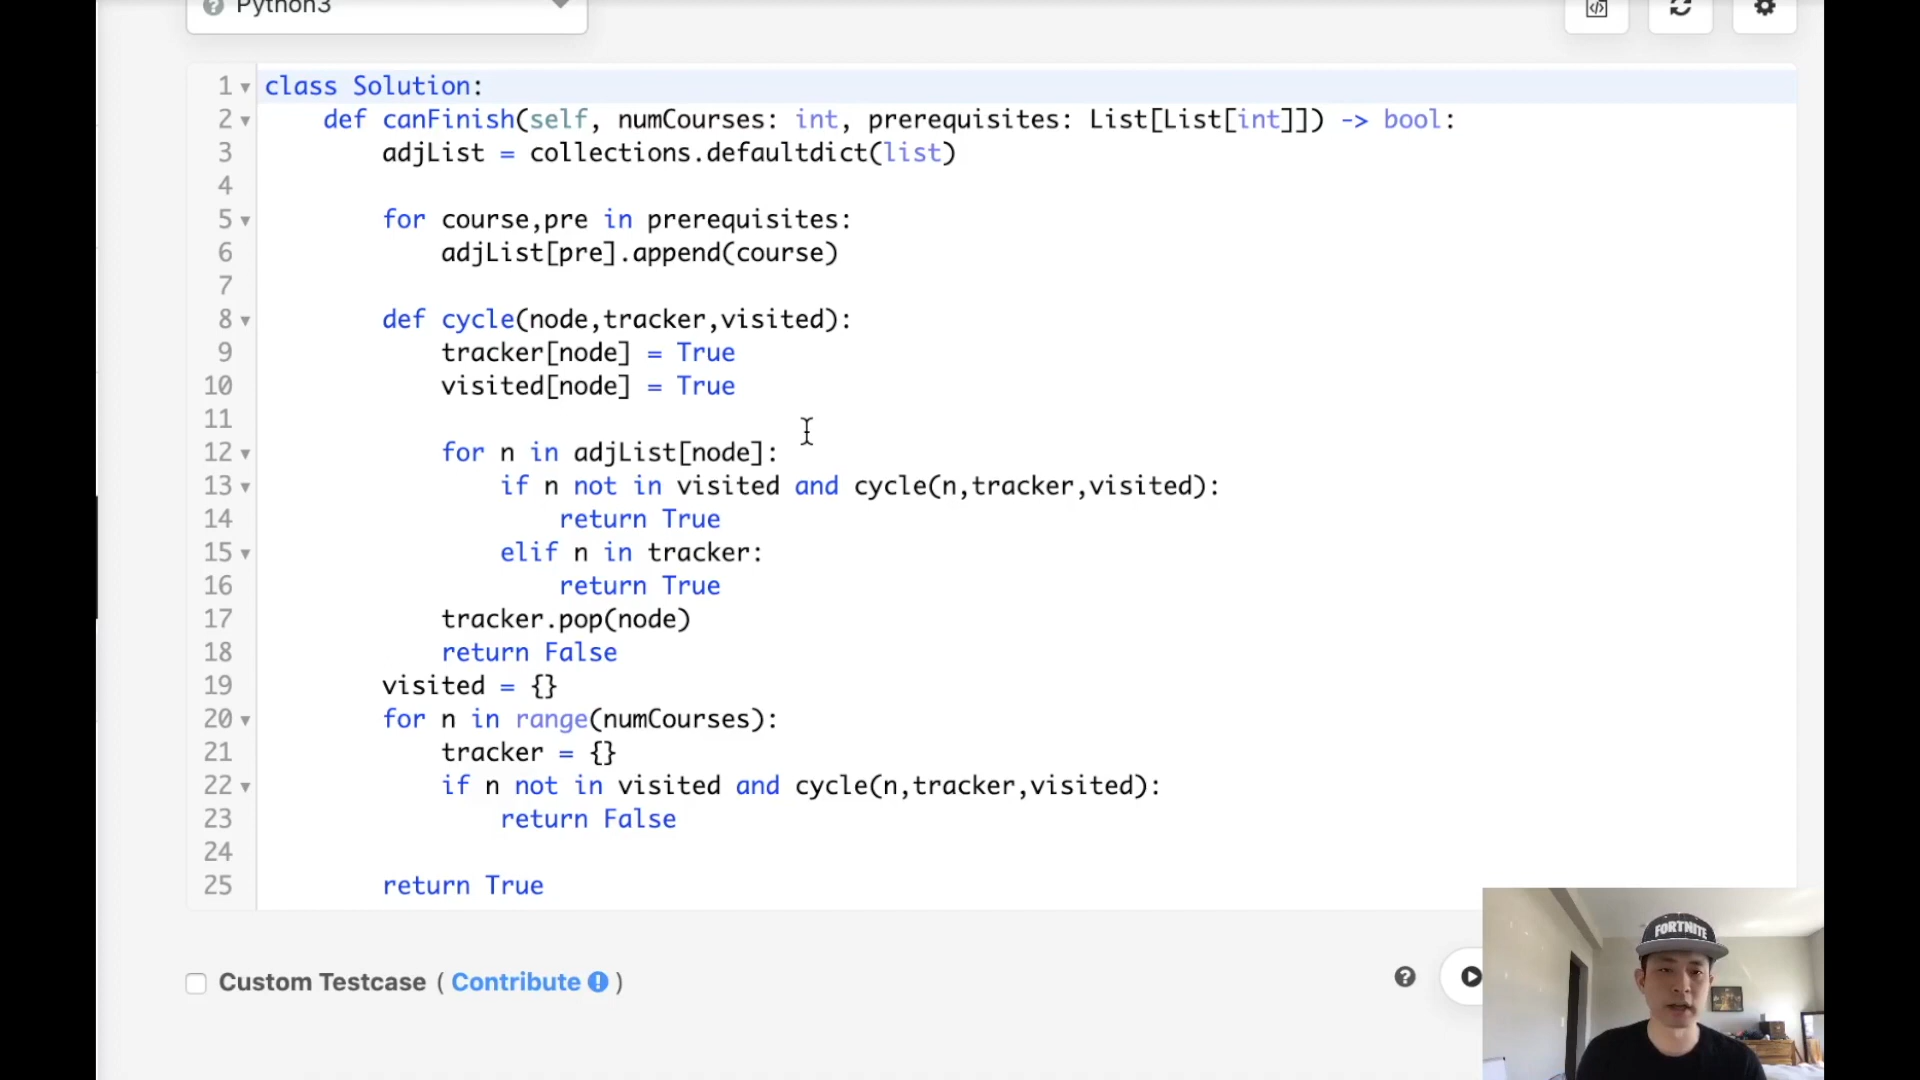 Python3
1 class Solution:
2 def canFinish(self, numCourses: int, prerequisites: List[List[int]]) -> bool:
3 adjList = collections.defaultdict(list)
4
5 for course,pre in prerequisites:
6 adjList[pre].append(course)
7
8 def cycle(node,tracker,visited):
9 tracker[node] = True
10 visited[node] = True
11
12 for n in adjList[node]:
13 if n not in visited and cycle(n,tracker,visited):
14 return True
15 elif n in tracker:
16 return True
17 tracker.pop(node)
18 return False
19 visited = {}
20 for n in range(numCourses):
21 tracker = {}
22 if n not in visited and cycle(n,tracker,visited):
23 return False
24
25 return True
Custom Testcase ( Contribute )
FORTNITE